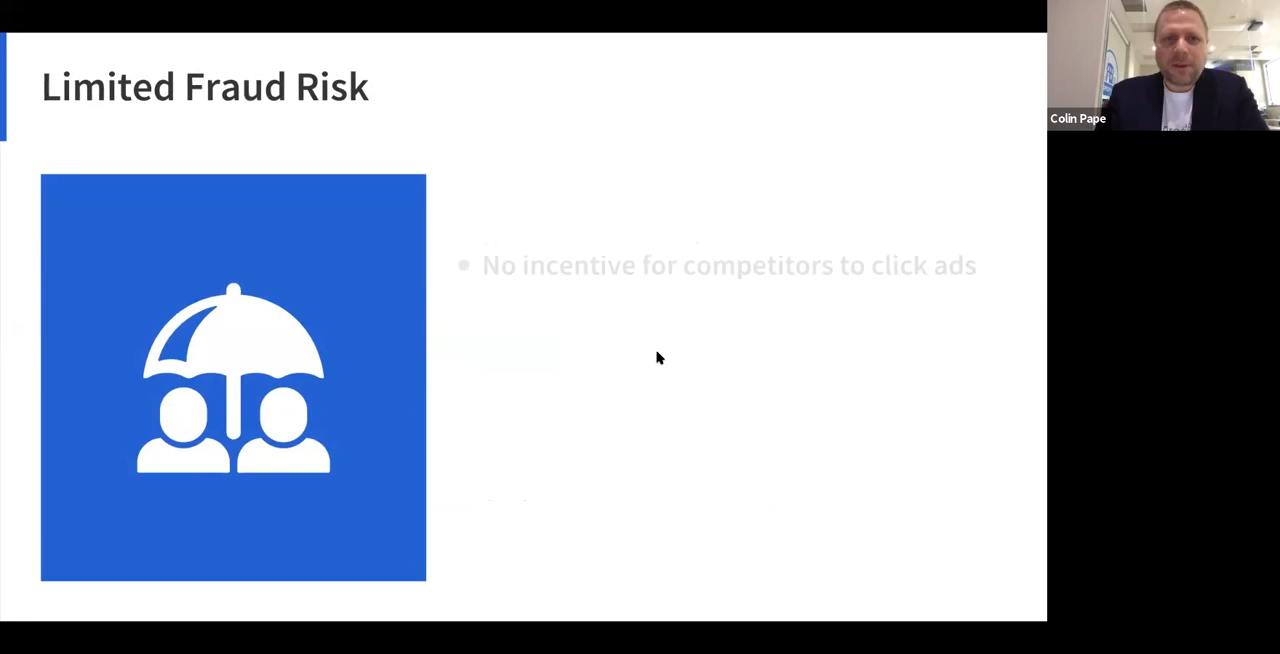 Limited Fraud Risk
Colin Pape
• No incentive for competitors to click ads